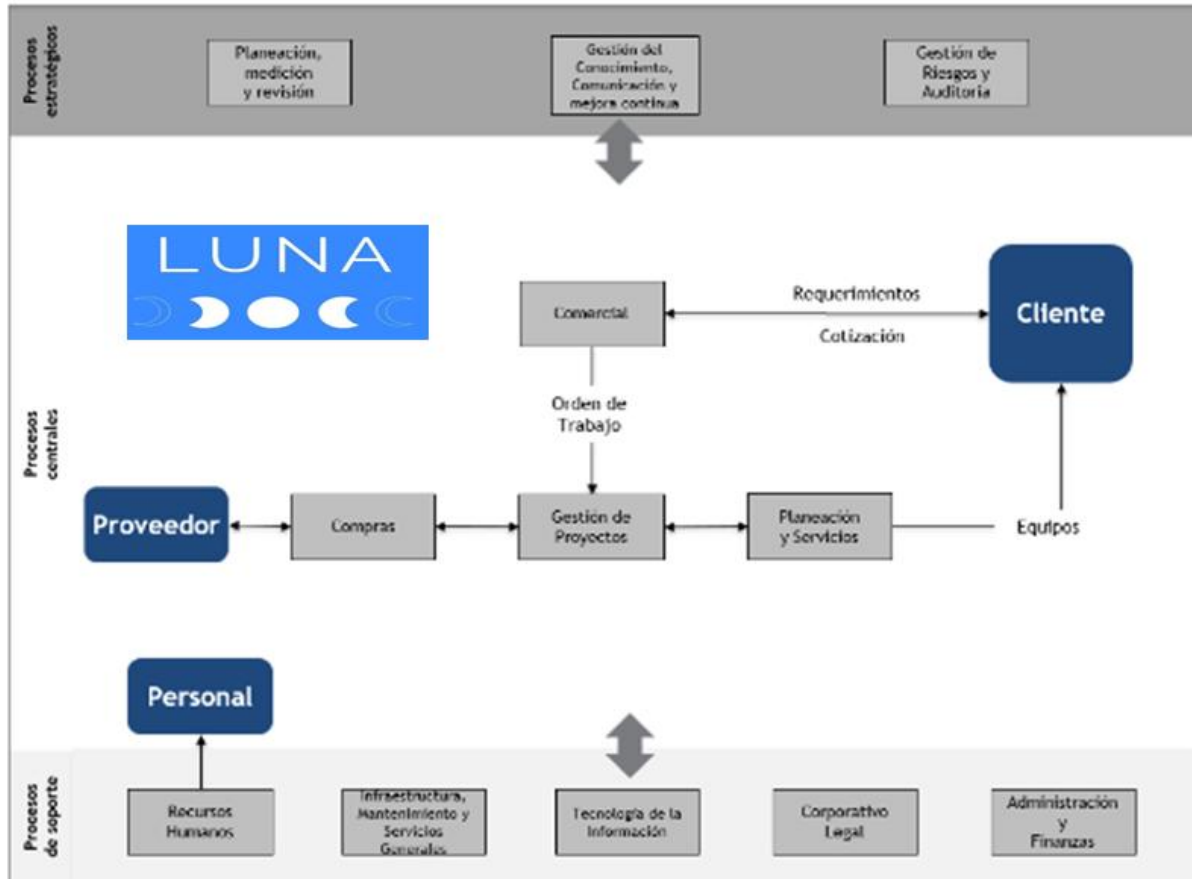 Procesos
estratégicos
Planeación,
medición
y revisión
Gestión del
Conocimiento,
Comunicación y
mejora continua
Gestión de
Riesgos y
Auditoria
LUNA
Procesos
centrales
Comercial
Requerimientos
Cotización
Cliente
Orden de
Trabajo
Proveedor
Compras
Gestión de
Proyectos
Planeación
y Servicios
Equipos
Personal
Procesos
de soporte
Recursos
Humanos
Infraestructura,
Mantenimiento y
Servicios
Generales
Tecnología de la
Información
Corporativo
Legal
Administración
y
Finanzas